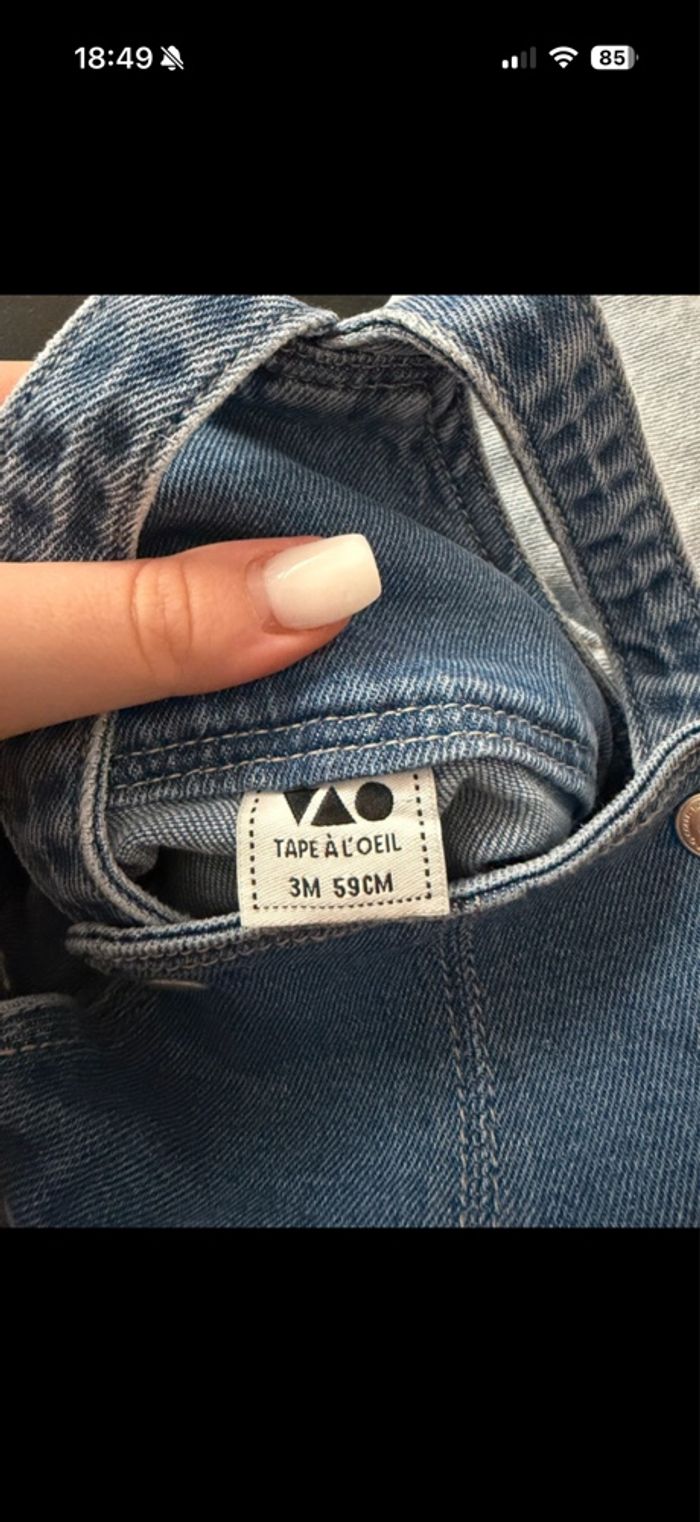 18:49
85
TAPE À L'OEIL
3M 59CM